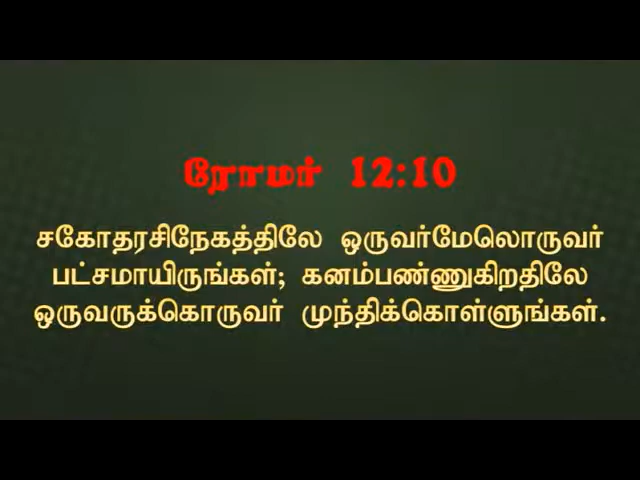 ரோமர் 12:10
சகோதரசிநேகத்திலே ஒருவர்மேலொருவர்
பட்சமாயிருங்கள்; கனம்பண்ணுகிறதிலே
ஒருவருக்கொருவர் முந்திக்கொள்ளுங்கள்.